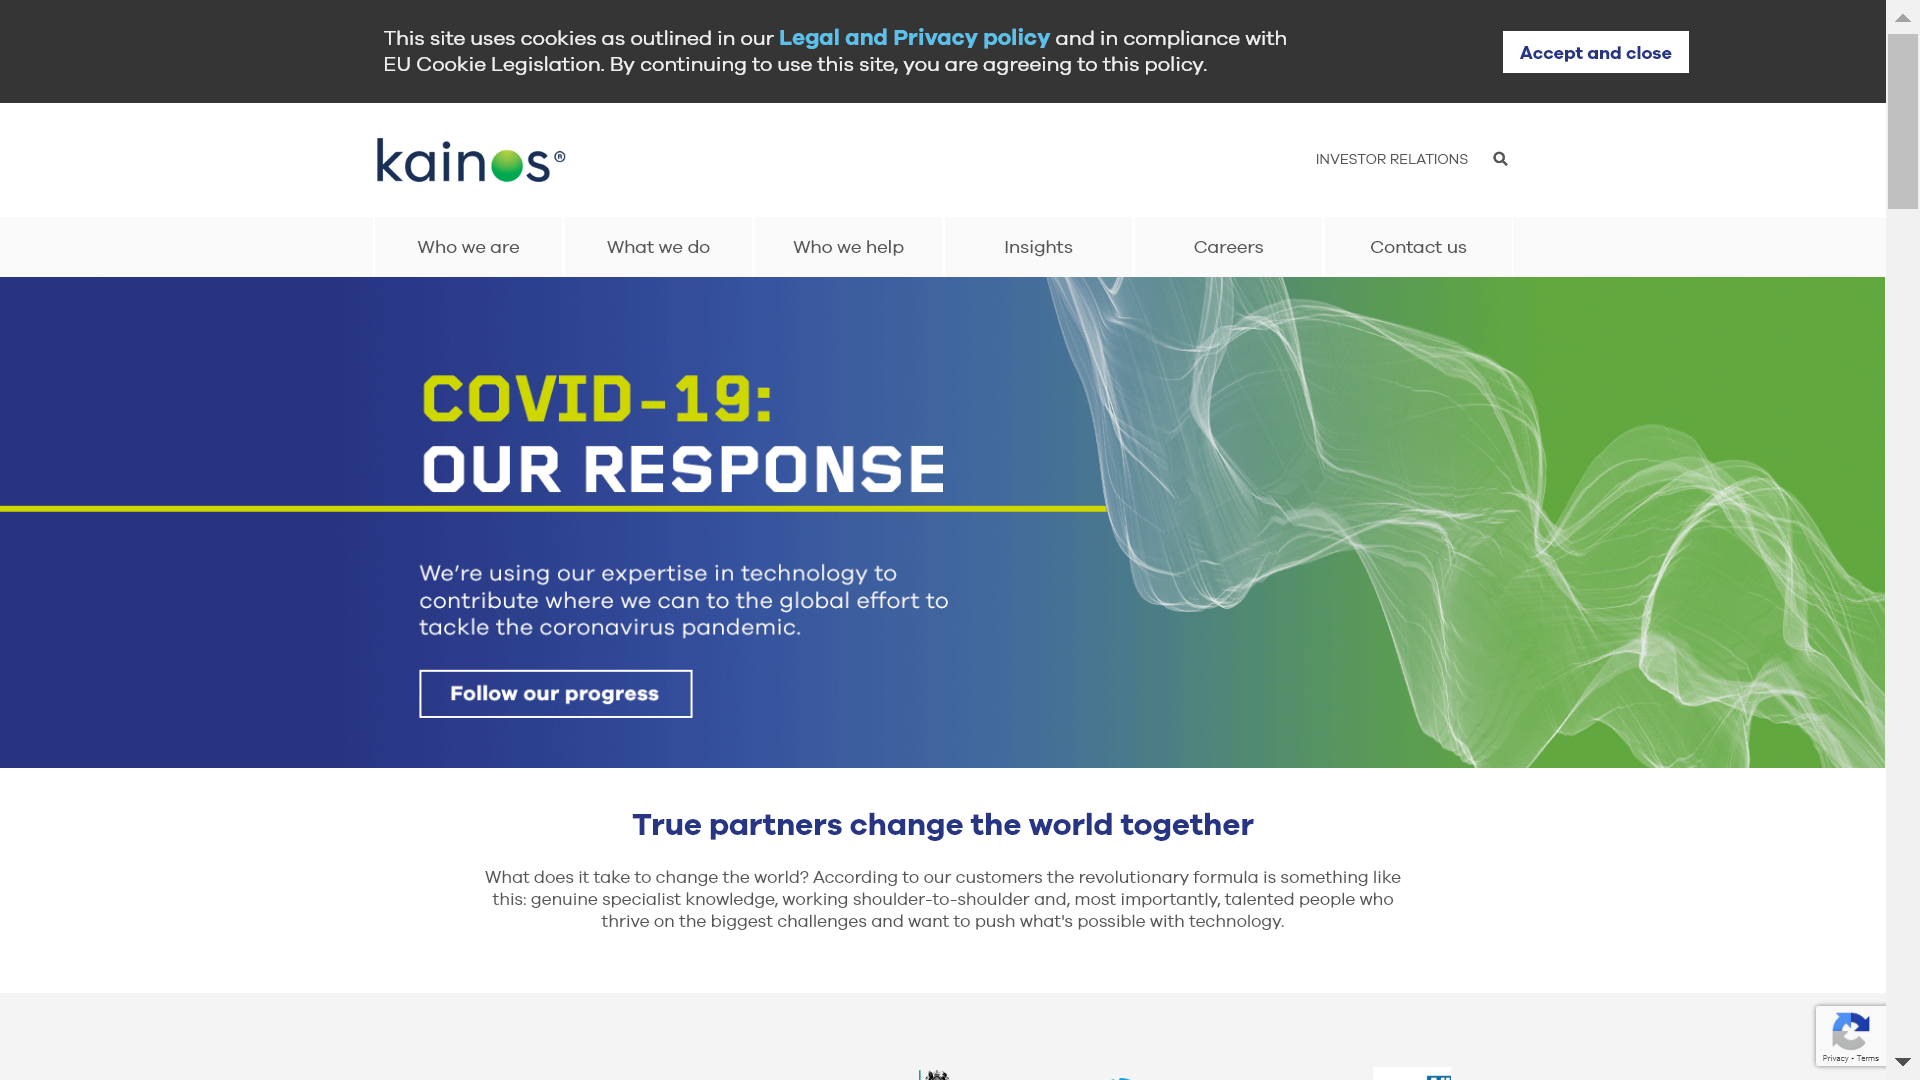 This site uses cookies as outlined in our Legal and Privacy policy and in compliance with
EU Cookie Legislation. By continuing to use this site, you are agreeing to this policy.
Accept and close
kainos®
INVESTOR RELATIONS
Who we are
What we do
Who we help
Insights
Careers
Contact us
COVID-19:
OUR RESPONSE
We're using our expertise in technology to
contribute where we can to the global effort to
tackle the coronavirus pandemic.
Follow our progress
True partners change the world together
What does it take to change the world? According to our customers the revolutionary formula is something like
this: genuine specialist knowledge, working shoulder-to-shoulder and, most importantly, talented people who
thrive on the biggest challenges and want to push what's possible with technology.
Privacy - Terms